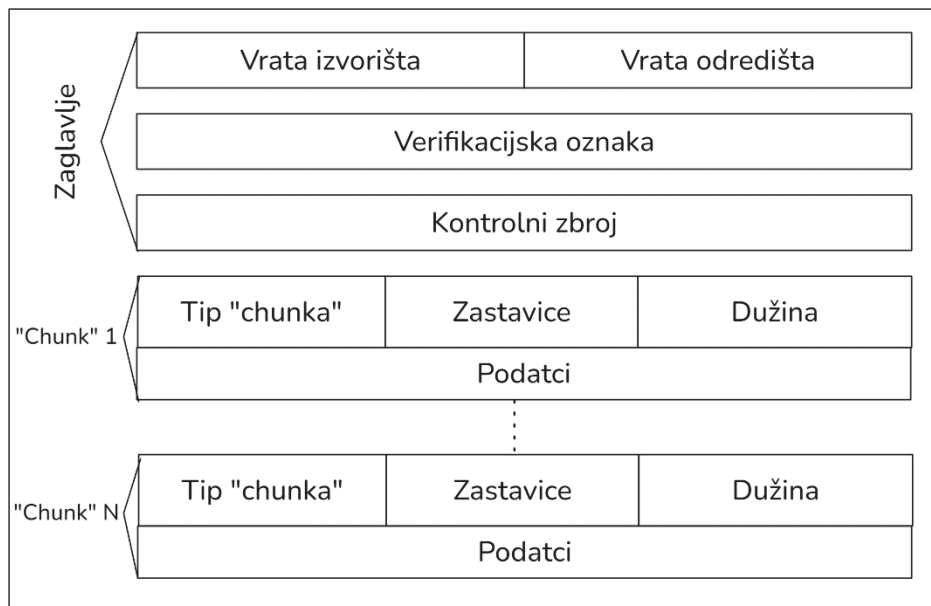 Zaglavlje
Vrata izvorišta
Vrata odredišta
Verifikacijska oznaka
Kontrolni zbroj
"Chunk" 1
Tip "chunka"
Zastavice
Dužina
Podatci
"Chunk" N
Tip "chunka"
Zastavice
Dužina
Podatci